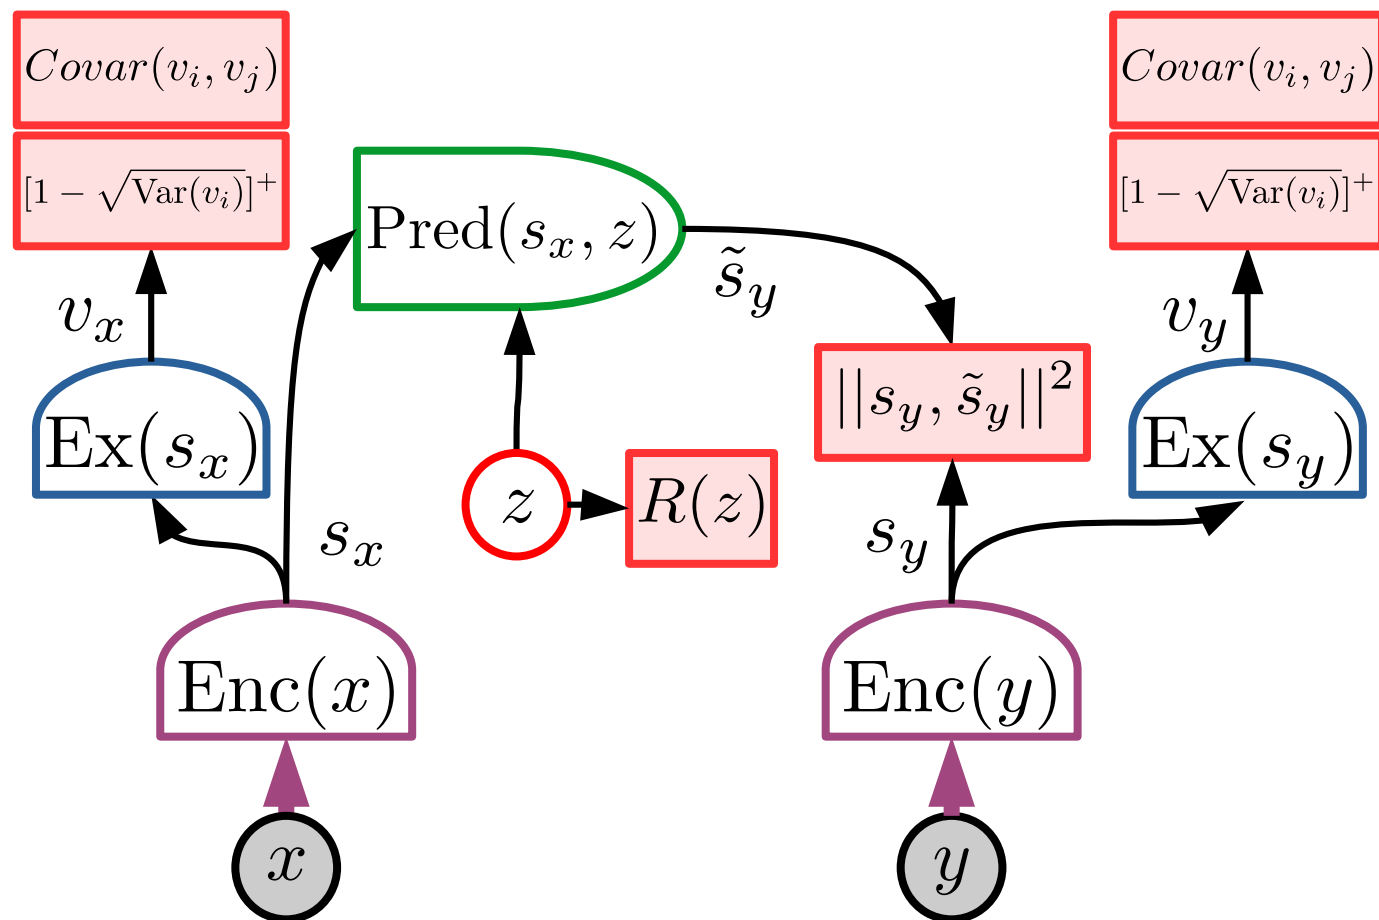 Covar(v_i, v_j)
Covar(v_i, v_j)
[1 − √Var(v_i)]⁺
[1 − √Var(v_i)]⁺
Pred(s_x, z)
s̃_y
v_x
v_y
||s_y, s̃_y||²
Ex(s_x)
Ex(s_y)
z
R(z)
s_x
s_y
Enc(x)
Enc(y)
x
y